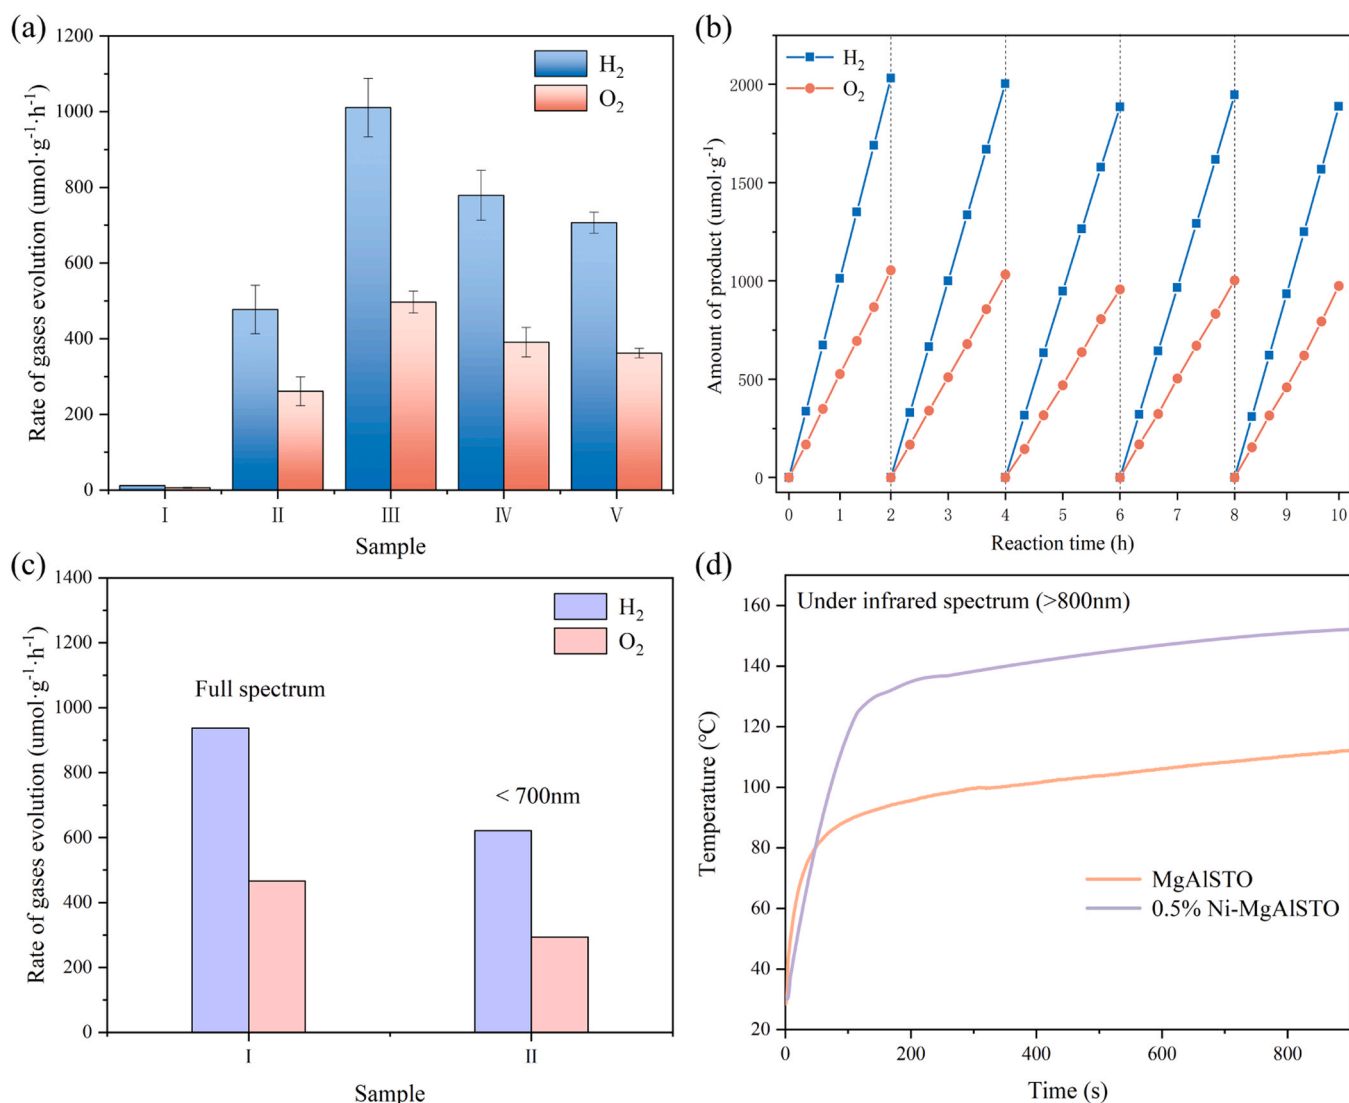 (a)
1200
1000
800
600
400
200
0
Rate of gases evolution (umol·g⁻¹·h⁻¹)
H₂
O₂
I II III IV V
Sample
(b)
2000
1500
1000
500
0
Amount of product (umol·g⁻¹)
H₂
O₂
0 1 2 3 4 5 6 7 8 9 10
Reaction time (h)
(c)
1400
1200
1000
800
600
400
200
0
Rate of gases evolution (umol·g⁻¹·h⁻¹)
H₂
O₂
Full spectrum
< 700nm
I II
Sample
(d)
160
140
120
100
80
60
40
20
Temperature (℃)
Under infrared spectrum (>800nm)
MgAlSTO
0.5% Ni-MgAlSTO
0 200 400 600 800
Time (s)